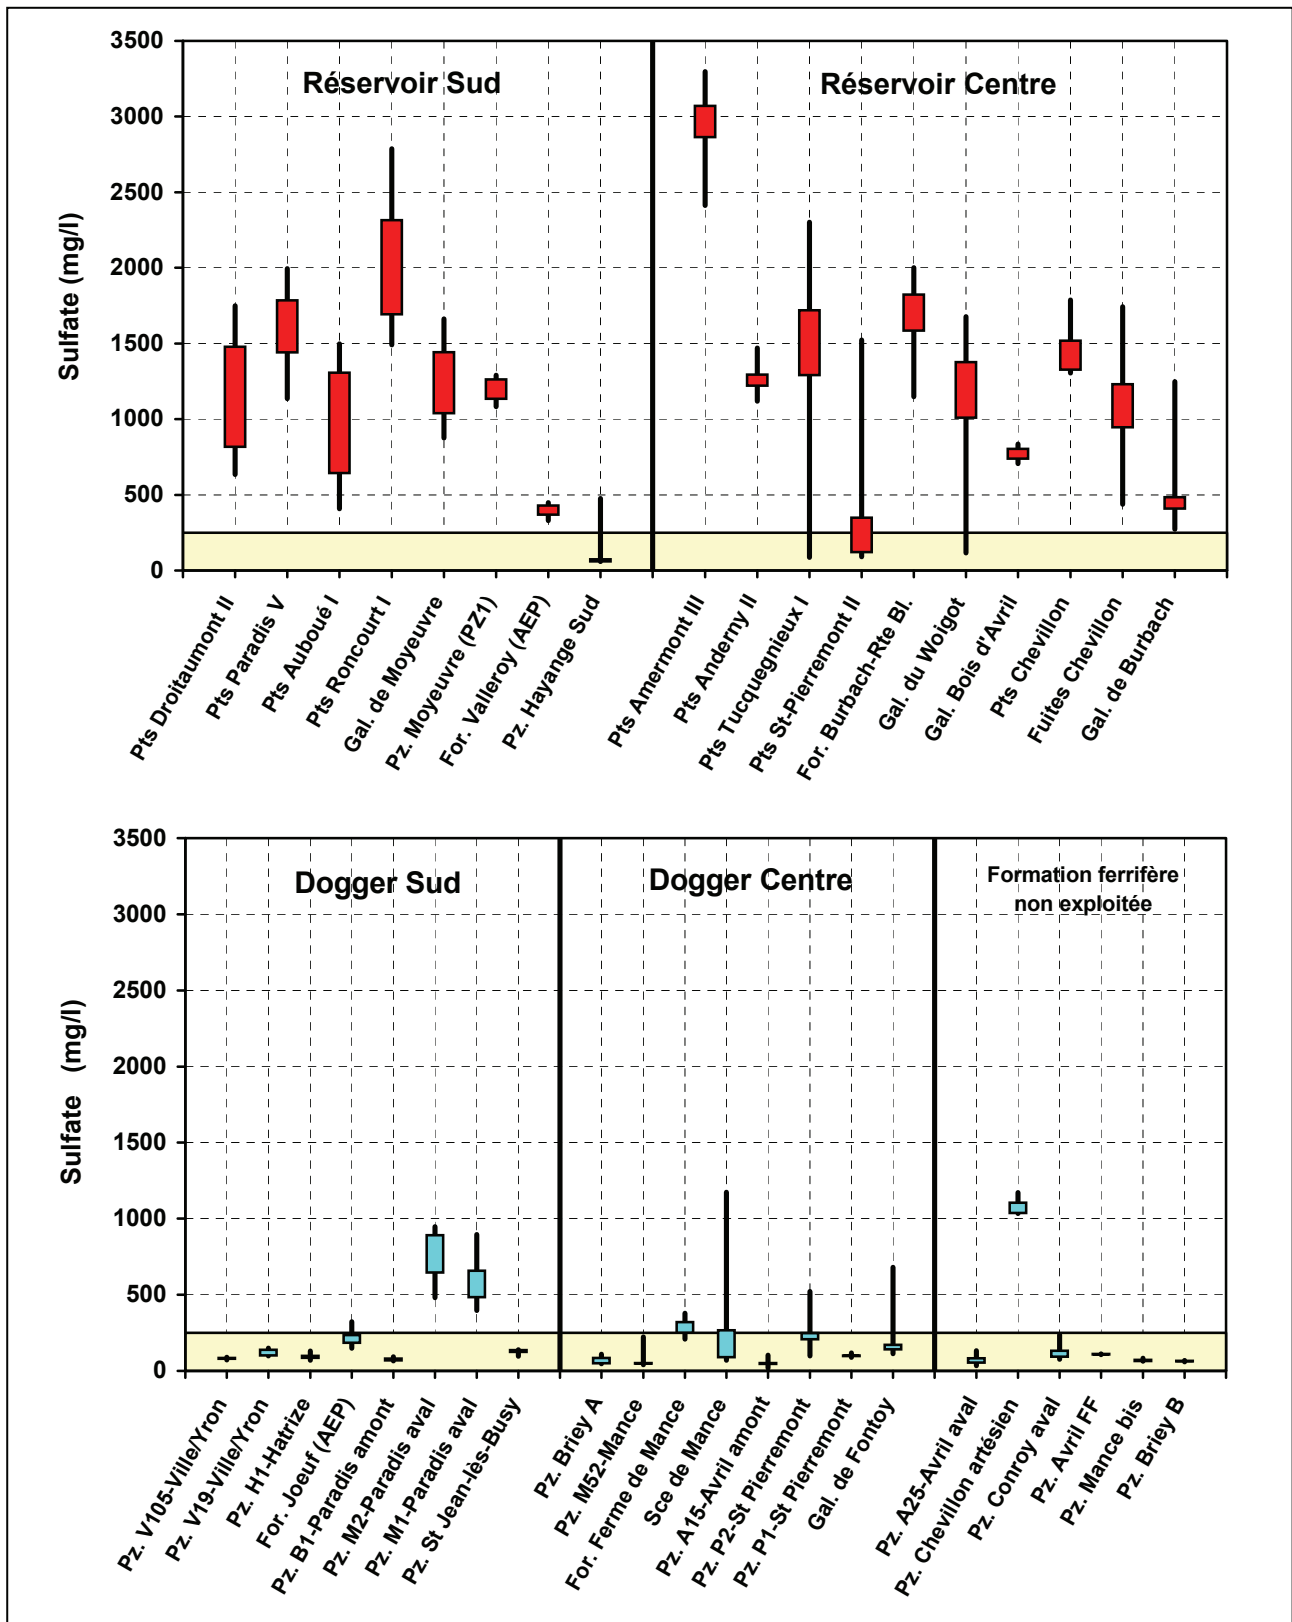 3500
3000
2500
2000
1500
1000
500
0
Sulfate (mg/l)
Réservoir Sud
Réservoir Centre
Pts Droitaumont II
Pts Paradis V
Pts Auboué I
Pts Roncourt I
Gal. de Moyeuvre
Pz. Moyeuvre (PZ1)
For. Valleroy (AEP)
Pz. Hayange Sud
Pts Amermont III
Pts Anderny II
Pts Tucquegnieux I
Pts St-Pierremont II
For. Burbach-Rte Bl.
Gal. du Woigot
Gal. Bois d'Avril
Pts Chevillon
Fuites Chevillon
Gal. de Burbach
3500
3000
2500
2000
1500
1000
500
0
Sulfate (mg/l)
Dogger Sud
Dogger Centre
Formation ferrifère
non exploitée
Pz. V105-Ville/Yron
Pz. V19-Ville/Yron
Pz. H1-Hatrize
For. Joeuf (AEP)
Pz. B1-Paradis amont
Pz. M2-Paradis aval
Pz. M1-Paradis aval
Pz. St Jean-lès-Busy
Pz. Briey A
Pz. M52-Mance
For. Ferme de Mance
Sce de Mance
Pz. A15-Avril amont
Pz. P2-St Pierremont
Pz. P1-St Pierremont
Gal. de Fontoy
Pz. A25-Avril aval
Pz. Chevillon artésien
Pz. Conroy aval
Pz. Avril FF
Pz. Mance bis
Pz. Briey B